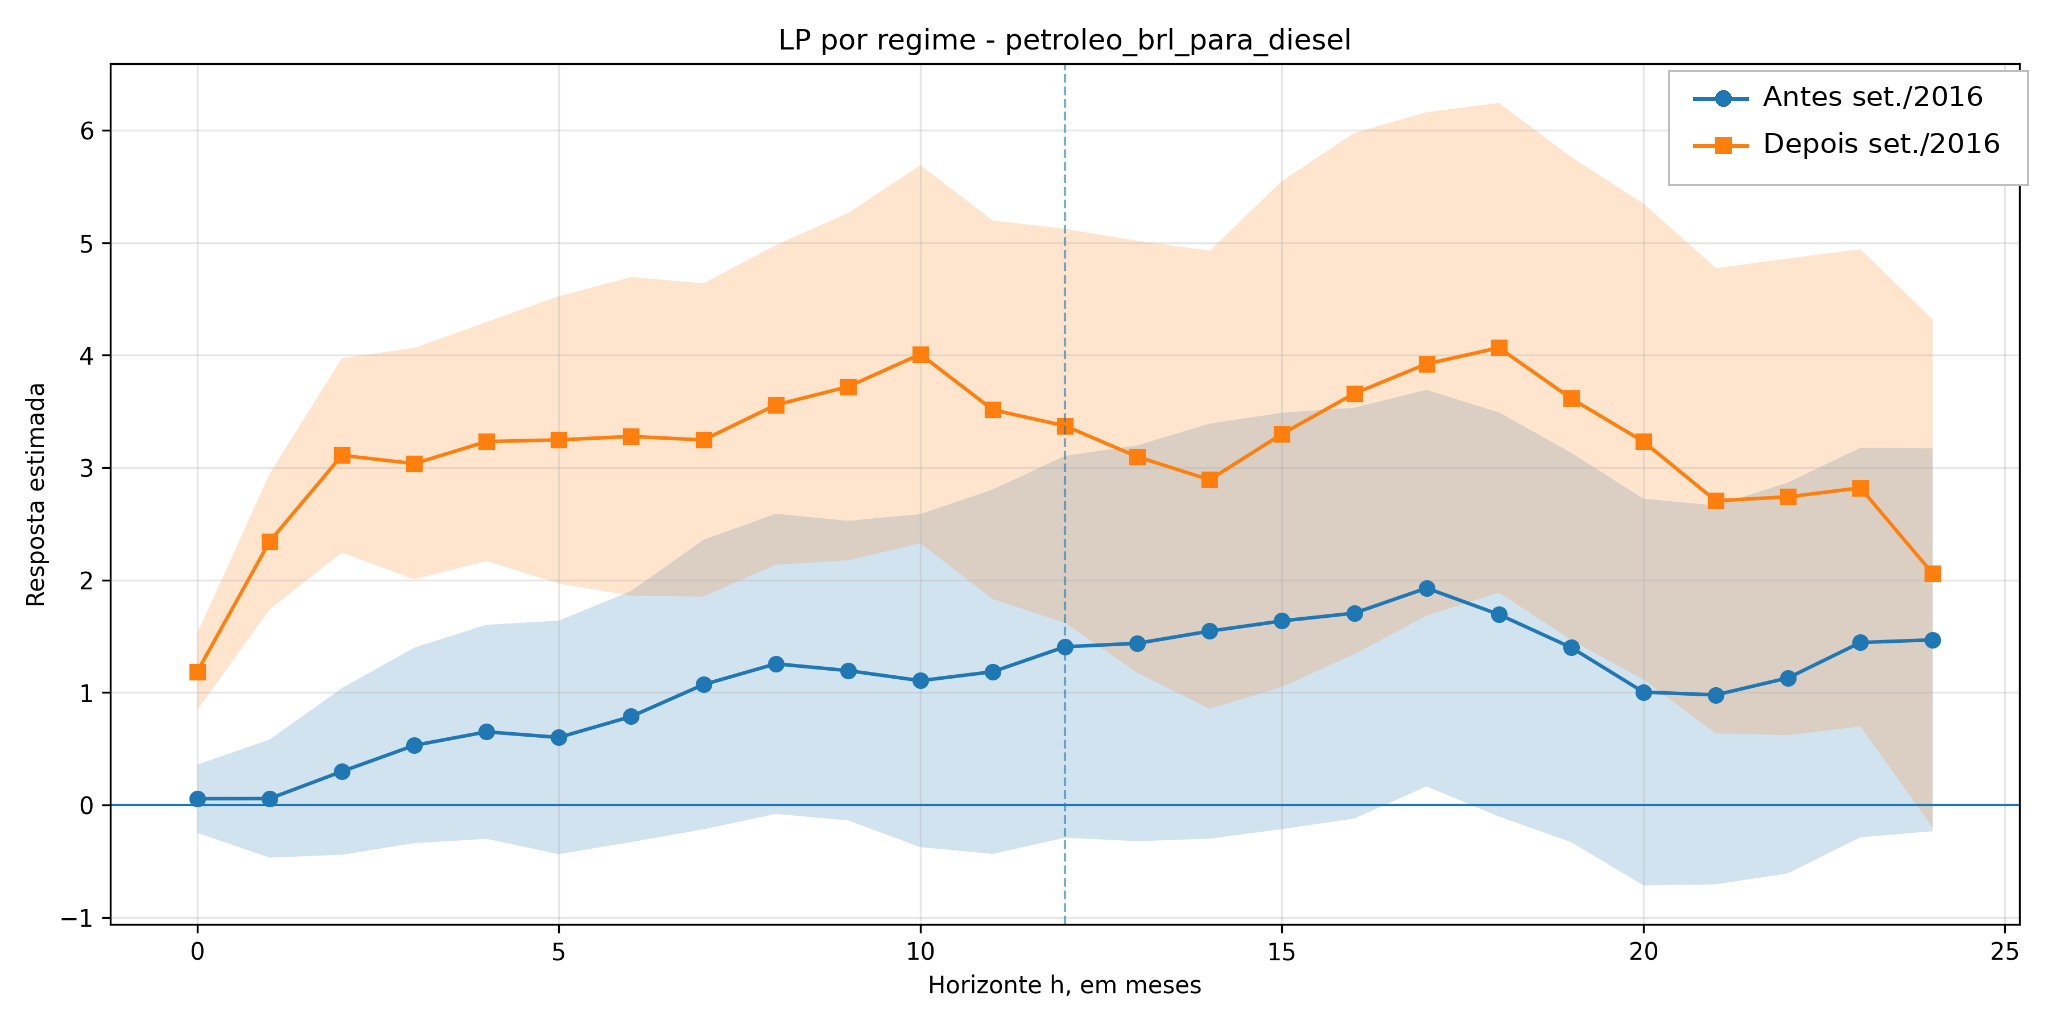 LP por regime - petroleo_brl_para_diesel
Antes set./2016
Depois set./2016
Resposta estimada
6
5
4
3
2
1
0
−1
0
5
10
15
20
25
Horizonte h, em meses